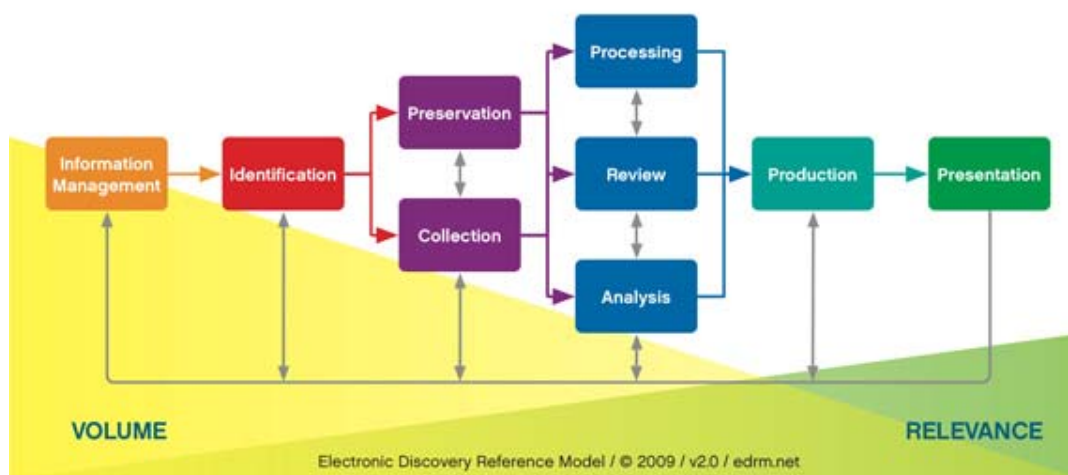 Information
Management
Identification
Preservation
Collection
Processing
Review
Analysis
Production
Presentation
VOLUME
RELEVANCE
Electronic Discovery Reference Model / © 2009 / v2.0 / edrm.net